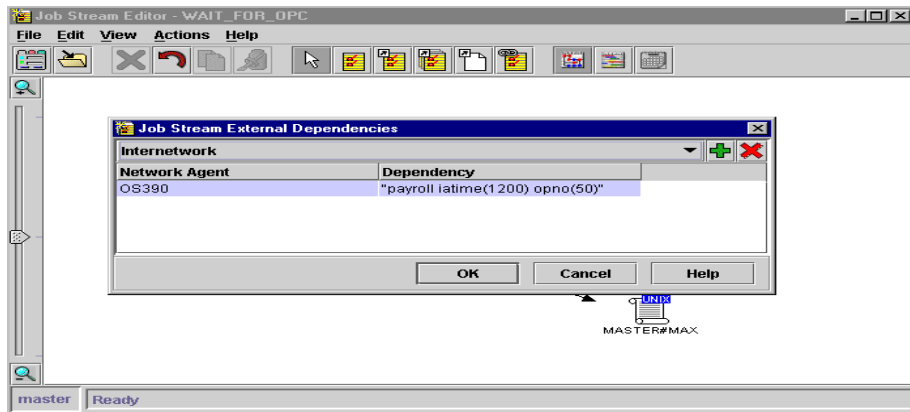 Job Stream Editor - WAIT_FOR_OPC
File Edit View Actions Help
Job Stream External Dependencies
Internetwork
Network Agent Dependency
OS390 "payroll iatime(1200) opno(50)"
OK Cancel Help
UNIX
MASTER#MAX
master Ready